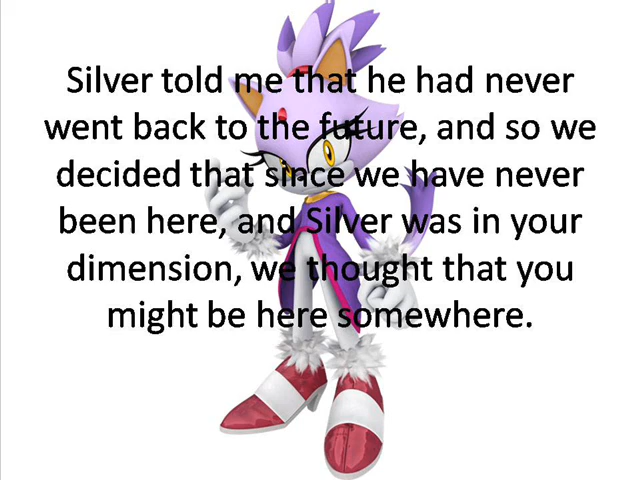 Silver told me that he had never
went back to the future, and so we
decided that since we have never
been here, and Silver was in your
dimension, we thought that you
might be here somewhere.